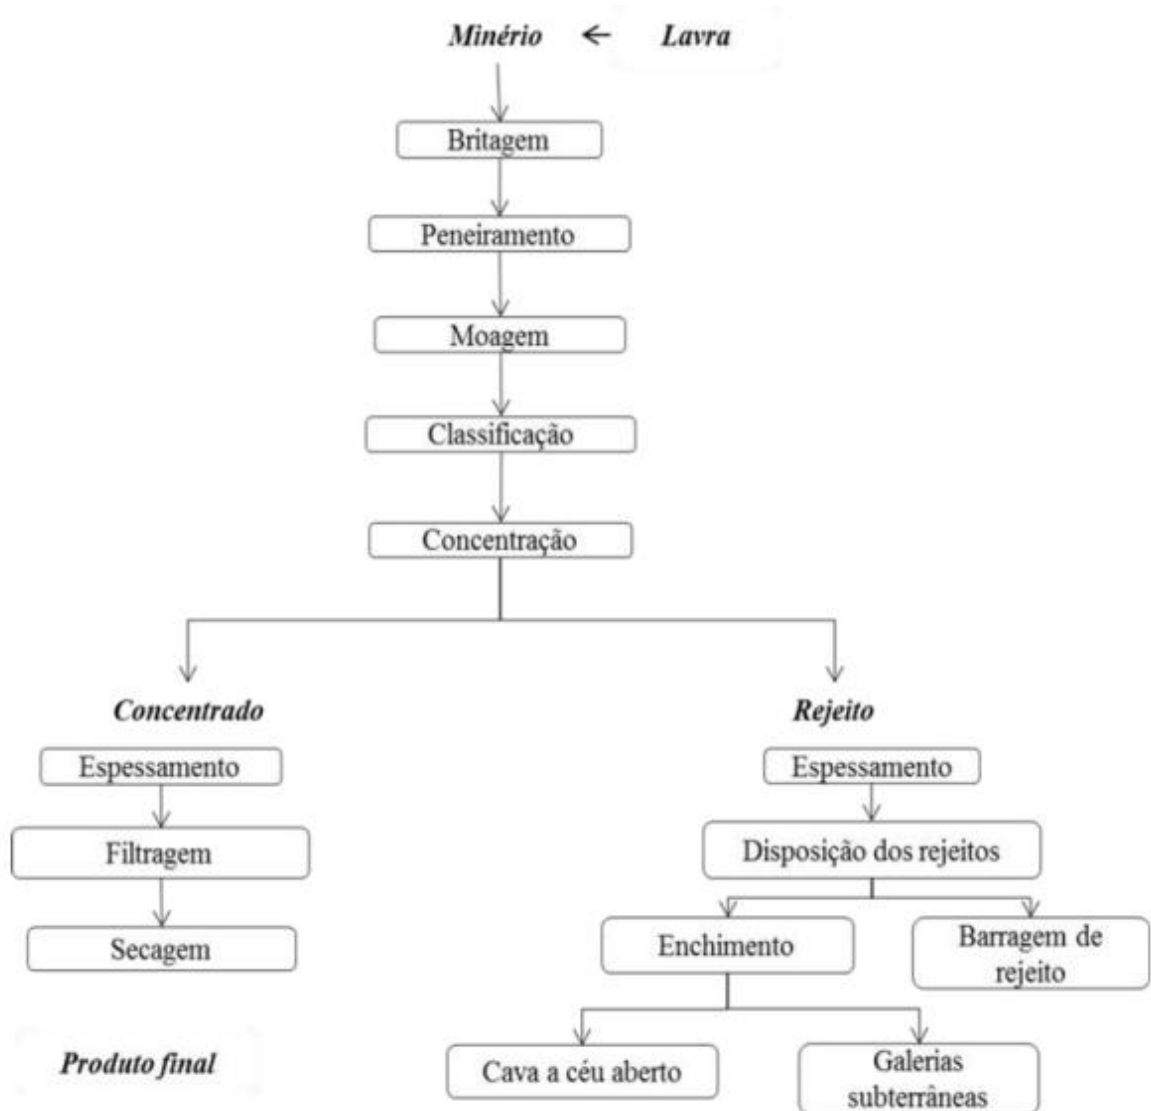 Minério ← Lavra
Britagem
Peneiramento
Moagem
Classificação
Concentração
Concentrado
Espessamento
Filtragem
Secagem
Produto final
Rejeito
Espessamento
Disposição dos rejeitos
Enchimento
Barragem de
rejeito
Cava a céu aberto
Galerias
subterrâneas